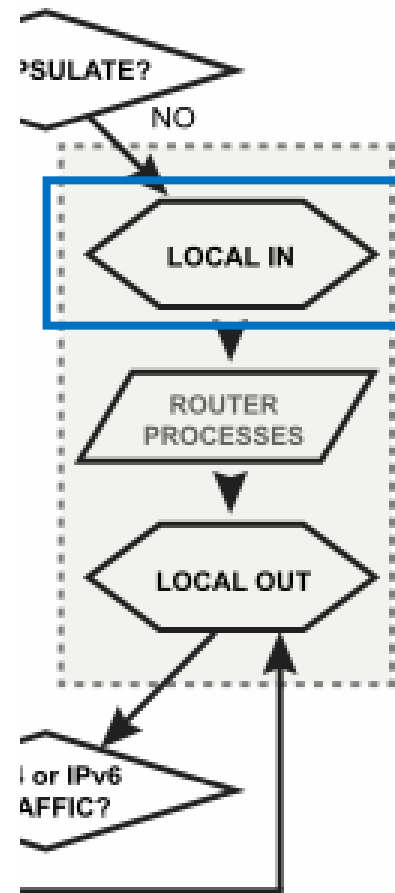 PSULATE?
NO
LOCAL IN
ROUTER
PROCESSES
LOCAL OUT
or IPv6
AFFIC?